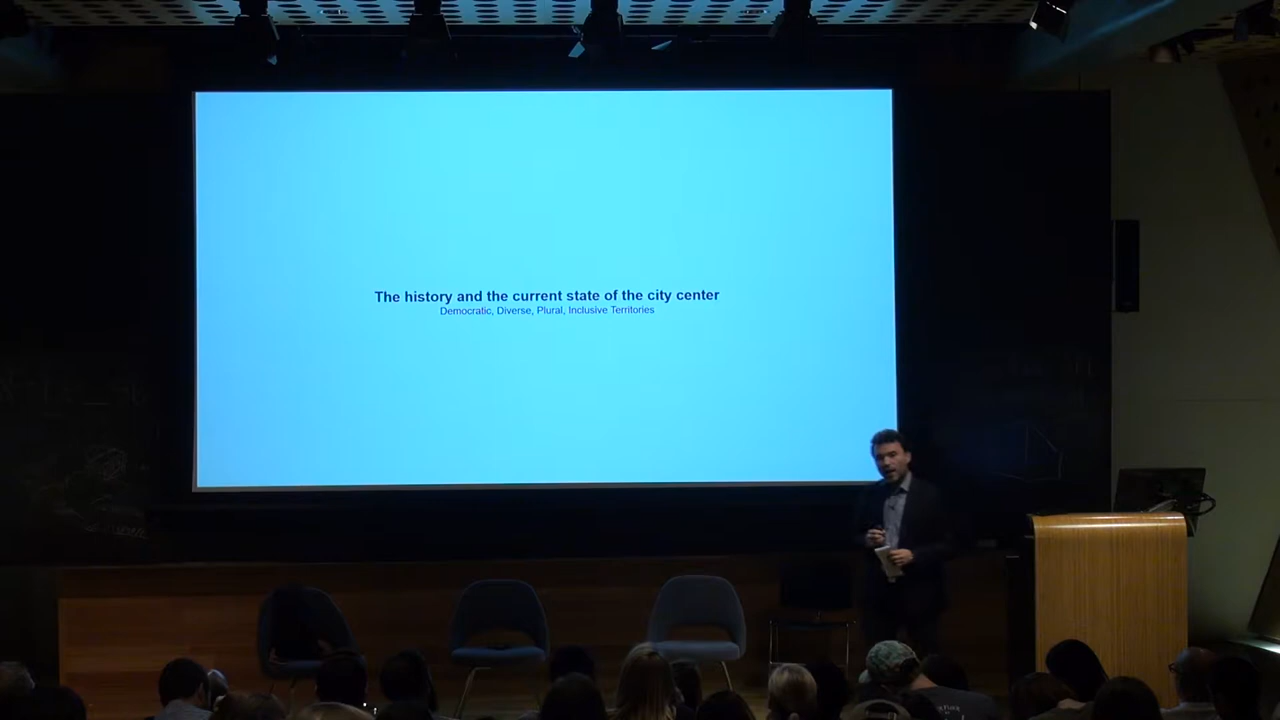 The history and the current state of the city center
Democratic, Diverse, Plural, Inclusive Territories